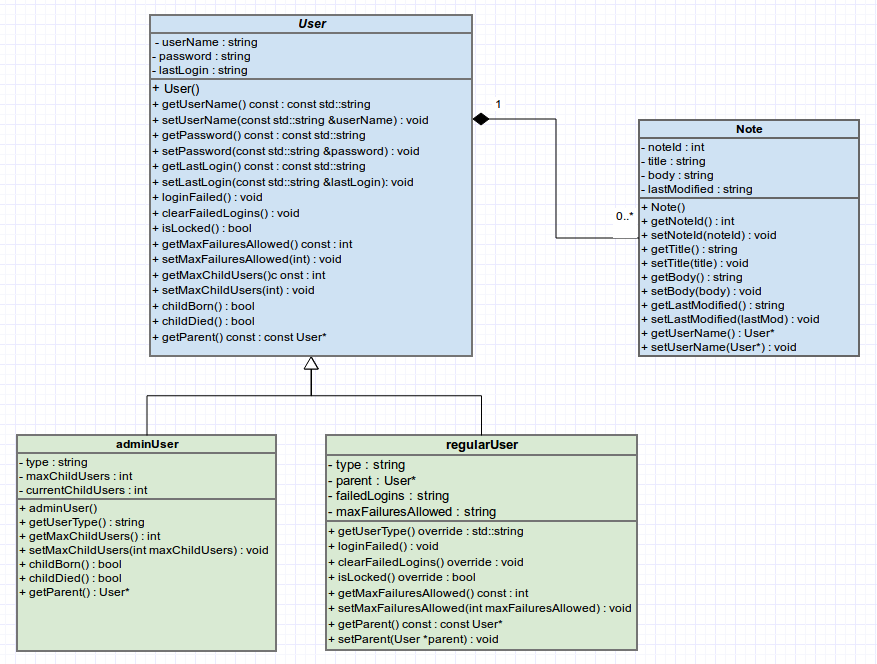 User
- userName : string
- password : string
- lastLogin : string
+ User()
+ getUserName() const : const std::string
+ setUserName(const std::string &userName) : void
+ getPassword() const : const std::string
+ setPassword(const std::string &password) : void
+ getLastLogin() const : const std::string
+ setLastLogin(const std::string &lastLogin): void
+ loginFailed() : void
+ clearFailedLogins() : void
+ isLocked() : bool
+ getMaxFailuresAllowed() const : int
+ setMaxFailuresAllowed(int) : void
+ getMaxChildUsers()c onst : int
+ setMaxChildUsers(int) : void
+ childBorn() : bool
+ childDied() : bool
+ getParent() const : const User*
1
0..*
Note
- noteId : int
- title : string
- body : string
- lastModified : string
+ Note()
+ getNoteId() : int
+ setNoteId(noteId) : void
+ getTitle() : string
+ setTitle(title) : void
+ getBody() : string
+ setBody(body) : void
+ getLastModified() : string
+ setLastModified(lastMod) : void
+ getUserName() : User*
+ setUserName(User*) : void
adminUser
- type : string
- maxChildUsers : int
- currentChildUsers : int
+ adminUser()
+ getUserType() : string
+ getMaxChildUsers() : int
+ setMaxChildUsers(int maxChildUsers) : void
+ childBorn() : bool
+ childDied() : bool
+ getParent() : User*
regularUser
- type : string
- parent : User*
- failedLogins : string
- maxFailuresAllowed : string
+ getUserType() override : std::string
+ loginFailed() : void
+ clearFailedLogins() override : void
+ isLocked() override : bool
+ getMaxFailuresAllowed() const : int
+ setMaxFailuresAllowed(int maxFailuresAllowed) : void
+ getParent() const : const User*
+ setParent(User *parent) : void